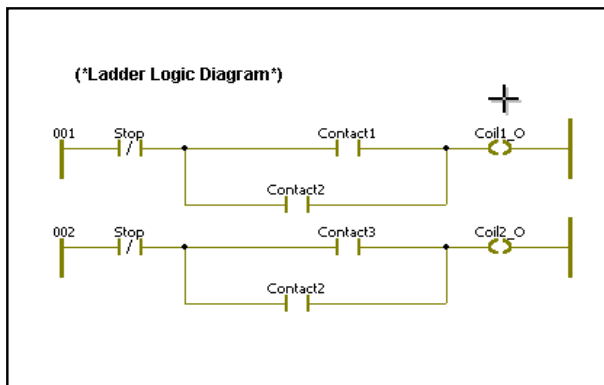 (*Ladder Logic Diagram*)
001 Stop Contact1 Coil1_O
Contact2
002 Stop Contact3 Coil2_O
Contact2